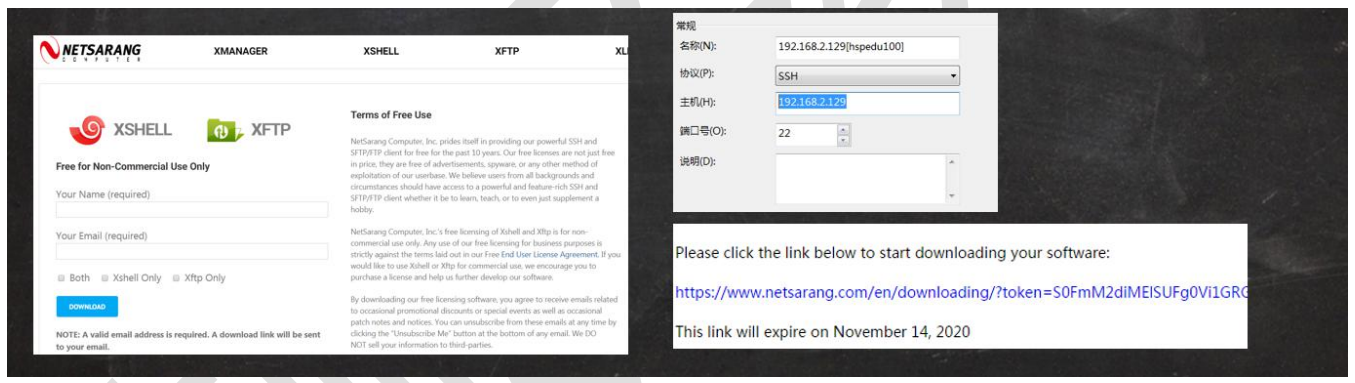 NETSARANG
COMPUTER
XMANAGER
XSHELL
XFTP
XSHELL
XFTP
Free for Non-Commercial Use Only
Your Name (required)
Your Email (required)
Both
Xshell Only
Xftp Only
DOWNLOAD
NOTE: A valid email address is required. A download link will be sent
to your email.
Terms of Free Use
NetSarang Computer, Inc. prides itself in providing our powerful SSH and
SFTP/FTP client for free for the past 10 years. Our free licenses are not just free
in price, they are free of advertisements, spyware, or any other method of
exploitation of our userbase. We believe users from all backgrounds and
circumstances should have access to a powerful and feature-rich SSH and
SFTP/FTP client whether it be to learn, teach, or to even just supplement a
hobby.
NetSarang Computer, Inc.'s free licensing of Xshell and Xftp is for non-
commercial use only. Any use of our free licensing for business purposes is
strictly against the terms laid out in our Free End User License Agreement. If you
would like to use Xshell or Xftp for commercial use, we encourage you to
purchase a license and help us further develop our software.
By downloading our free licensing software, you agree to receive emails related
to occasional promotional discounts or special events as well as occasional
patch notes and notices. You can unsubscribe from these emails at any time by
clicking the "Unsubscribe Me" button at the bottom of any email. We DO
NOT sell your information to third-parties.
常规
名称(N): 192.168.2.129[hspedu100]
协议(P): SSH
主机(H): 192.168.2.129
端口号(O): 22
说明(D):
Please click the link below to start downloading your software:
https://www.netsarang.com/en/downloading/?token=
This link will expire on November 14, 2020